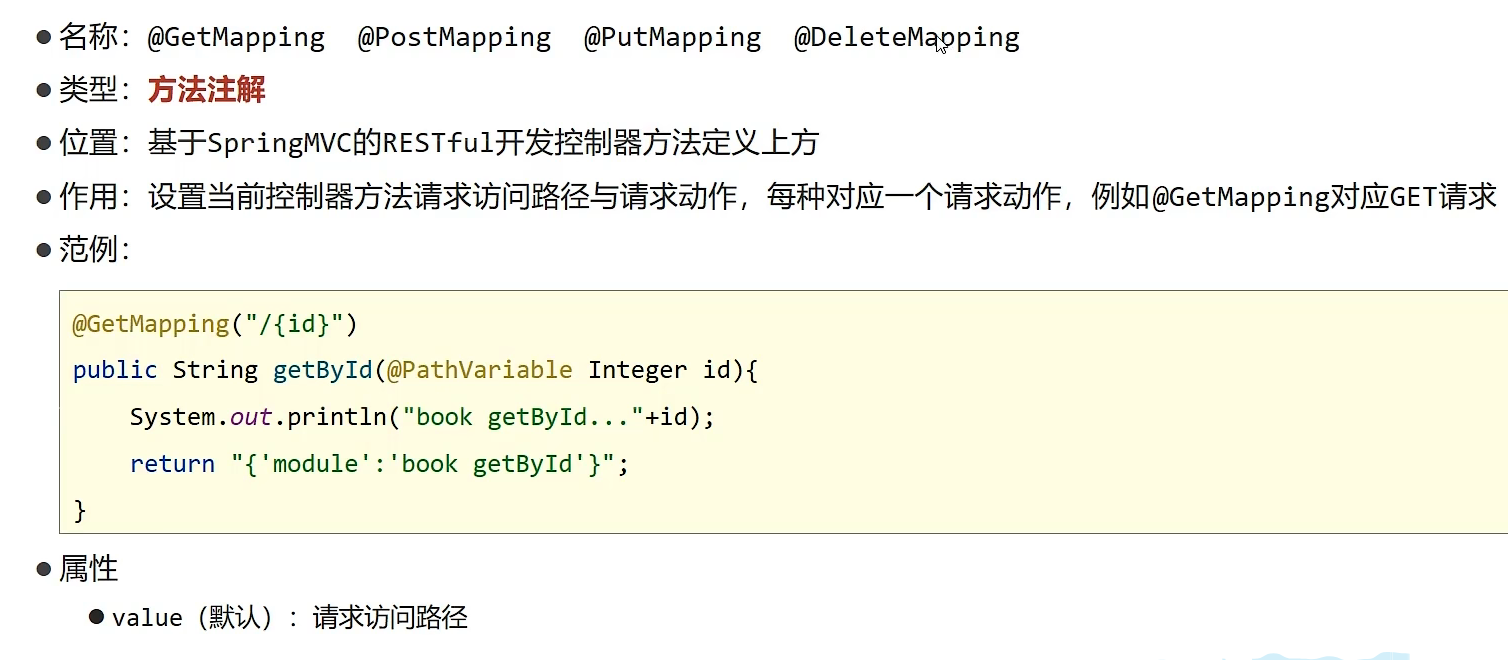 ● 名称：@GetMapping @PostMapping @PutMapping @DeleteMapping
● 类型：方法注解
● 位置：基于SpringMVC的RESTful开发控制器方法定义上方
● 作用：设置当前控制器方法请求访问路径与请求动作，每种对应一个请求动作，例如@GetMapping对应GET请求
● 范例：
@GetMapping("/{id}")
public String getById(@PathVariable Integer id){
    System.out.println("book getById..."+id);
    return "{'module':'book getById'}";
}
● 属性
● value（默认）：请求访问路径